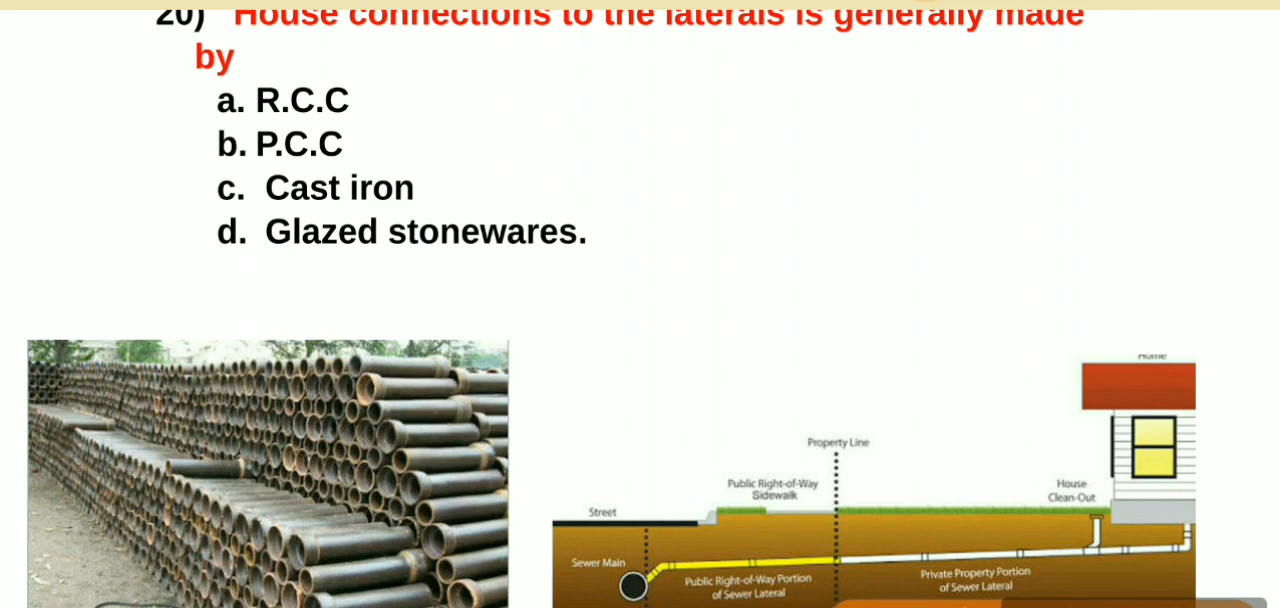 20) House connections to the laterals is generally made
by
a. R.C.C
b. P.C.C
c. Cast iron
d. Glazed stonewares.
Home
Property Line
Public Right-of-Way
Sidewalk
House
Clean-Out
Street
Sewer Main
Public Right-of-Way Portion
of Sewer Lateral
Private Property Portion
of Sewer Lateral